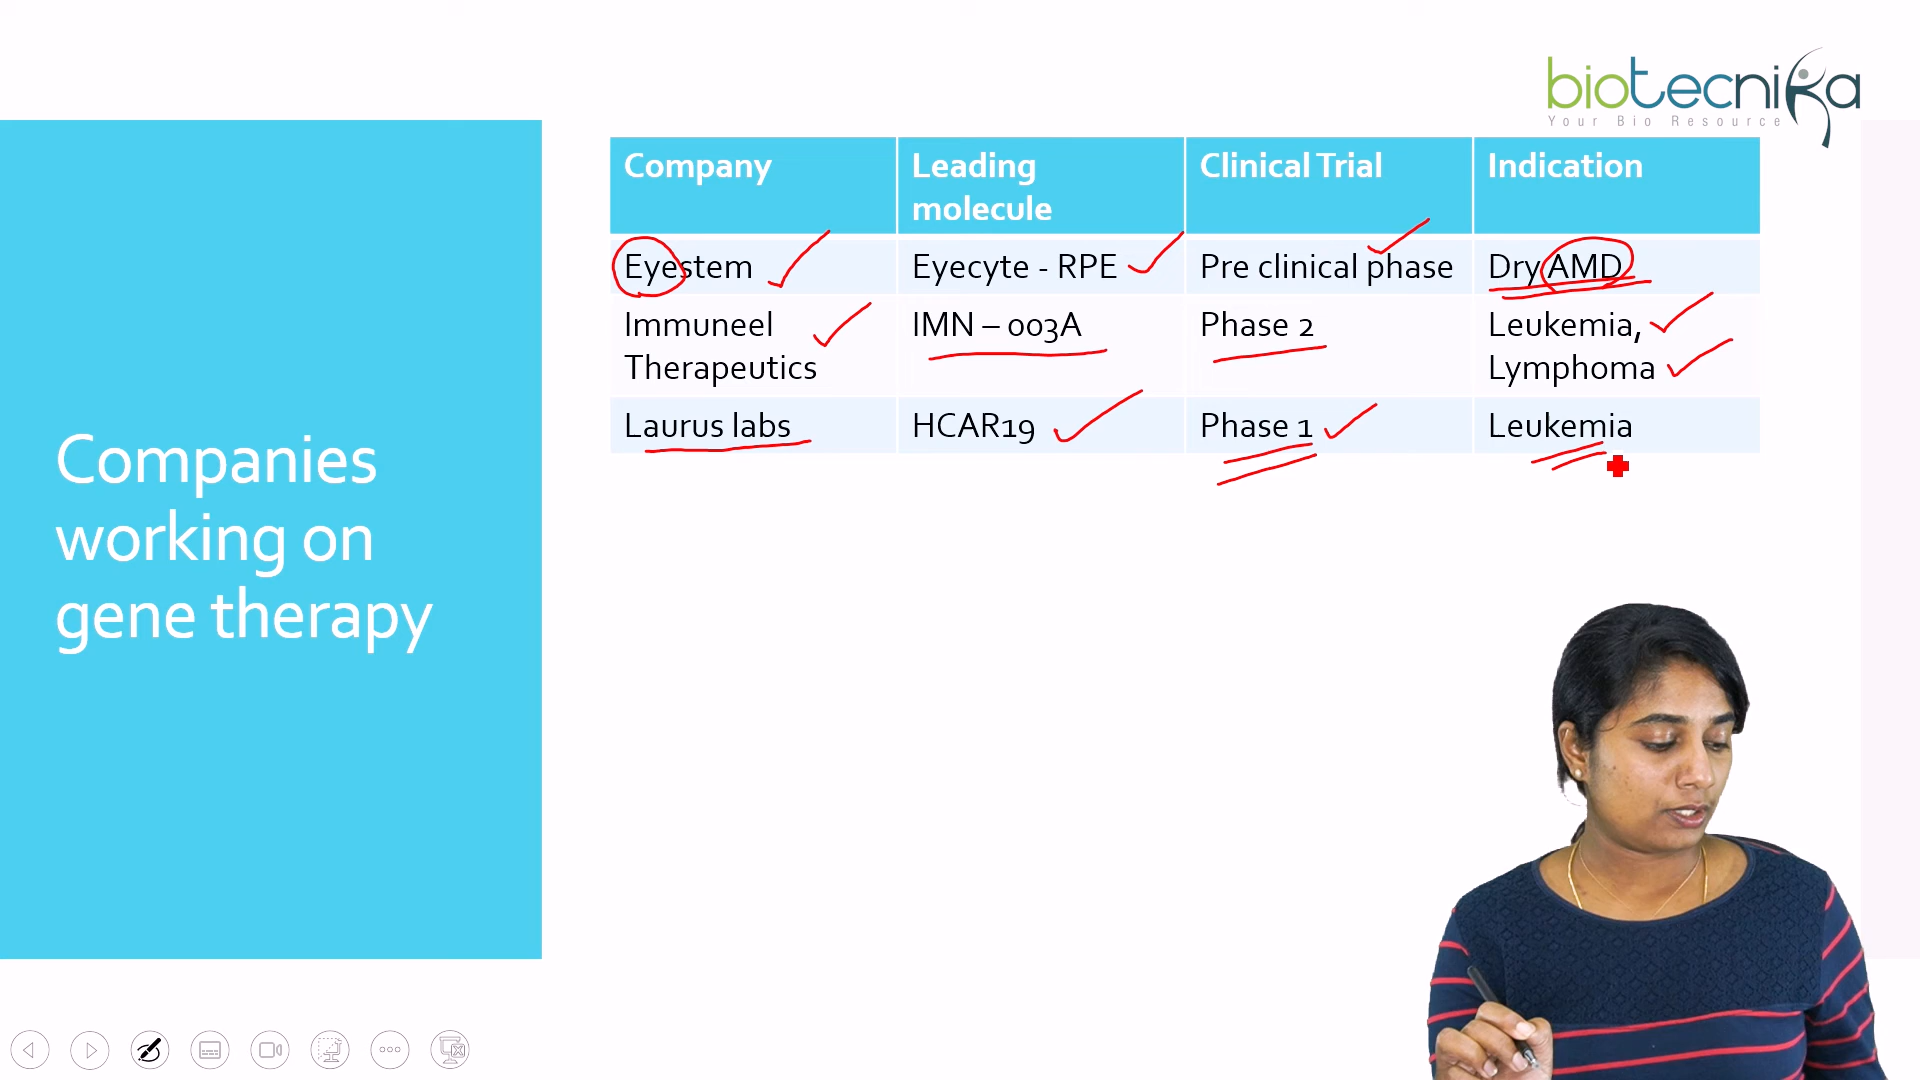 biotecnika
Your Bio Resource
Companies
working on
gene therapy
Company Leading molecule Clinical Trial Indication
Eyestem Eyecyte - RPE Pre clinical phase Dry AMD
Immuneel Therapeutics IMN – 003A Phase 2 Leukemia, Lymphoma
Laurus labs HCAR19 Phase 1 Leukemia